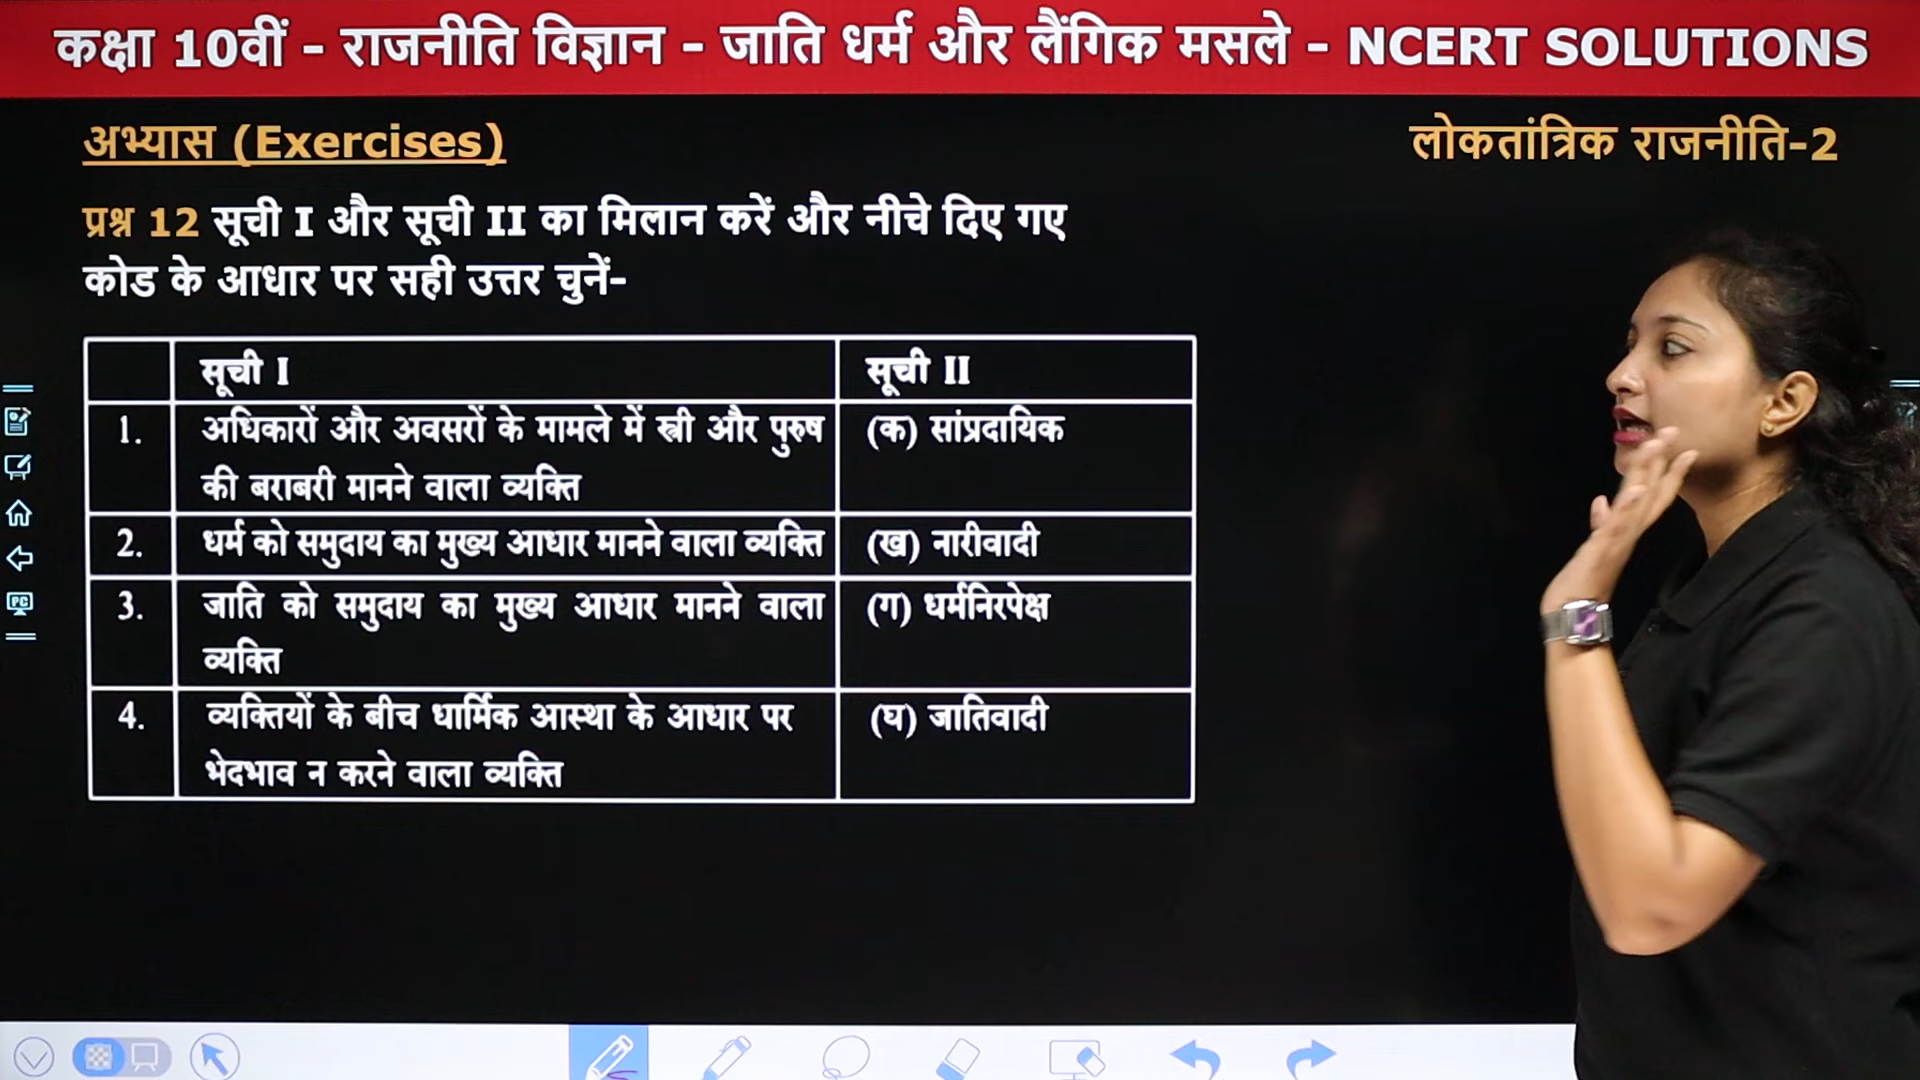 कक्षा 10वीं - राजनीति विज्ञान - जाति धर्म और लैंगिक मसले - NCERT SOLUTIONS
अभ्यास (Exercises)
लोकतांत्रिक राजनीति-2
प्रश्न 12 सूची I और सूची II का मिलान करें और नीचे दिए गए
कोड के आधार पर सही उत्तर चुनें-
सूची I
सूची II
1.
अधिकारों और अवसरों के मामले में स्त्री और पुरुष
की बराबरी मानने वाला व्यक्ति
(क) सांप्रदायिक
2.
धर्म को समुदाय का मुख्य आधार मानने वाला व्यक्ति
(ख) नारीवादी
3.
जाति को समुदाय का मुख्य आधार मानने वाला
व्यक्ति
(ग) धर्मनिरपेक्ष
4.
व्यक्तियों के बीच धार्मिक आस्था के आधार पर
भेदभाव न करने वाला व्यक्ति
(घ) जातिवादी
PC